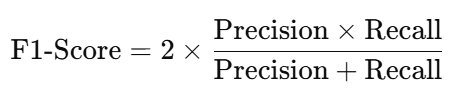 F1-Score = 2 × Precision × Recall / Precision + Recall